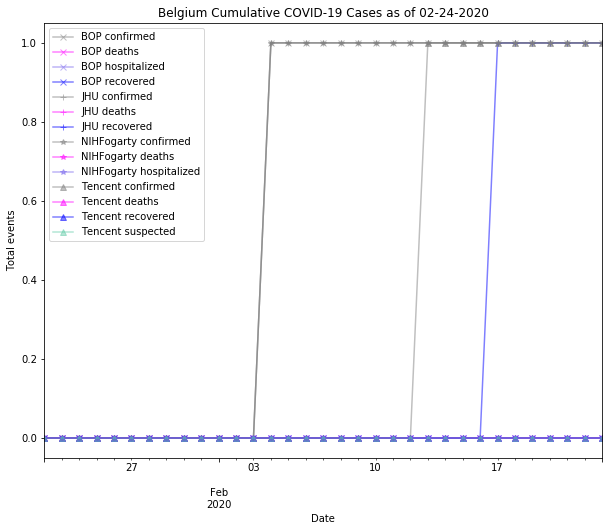 Belgium Cumulative COVID-19 Cases as of 02-24-2020
BOP confirmed
BOP deaths
BOP hospitalized
BOP recovered
JHU confirmed
JHU deaths
JHU recovered
NIHFogarty confirmed
NIHFogarty deaths
NIHFogarty hospitalized
Tencent confirmed
Tencent deaths
Tencent recovered
Tencent suspected
Total events
1.0
0.8
0.6
0.4
0.2
0.0
27 03 10 17
Feb
2020
Date